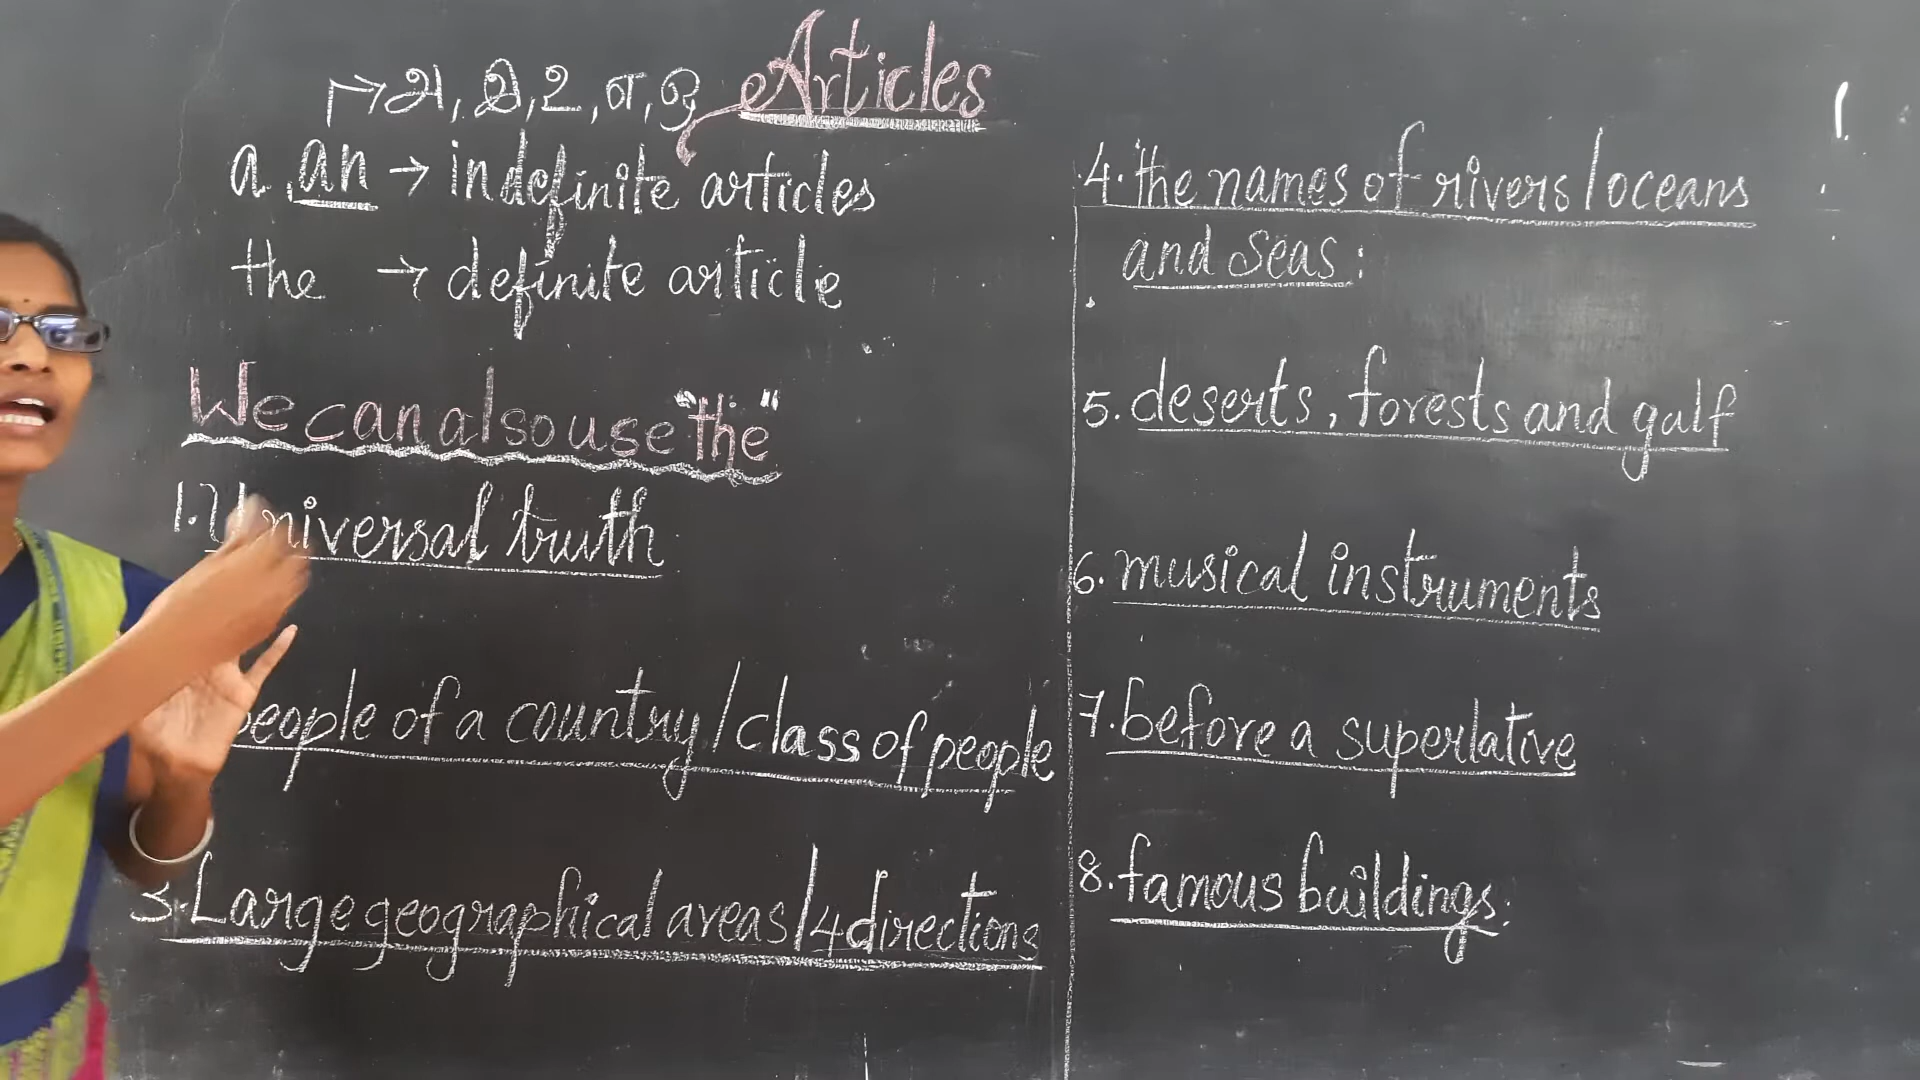 Articles
→அ, இ, உ, எ, ஒ
a, an → indefinite articles
the → definite article
We can also use "the"
1. Universal truth
people of a country / class of people
3. Large geographical areas / 4 directions
4. the names of rivers / oceans
and seas:
5. deserts, forests and gulf
6. musical instruments
7. before a superlative
8. famous buildings: